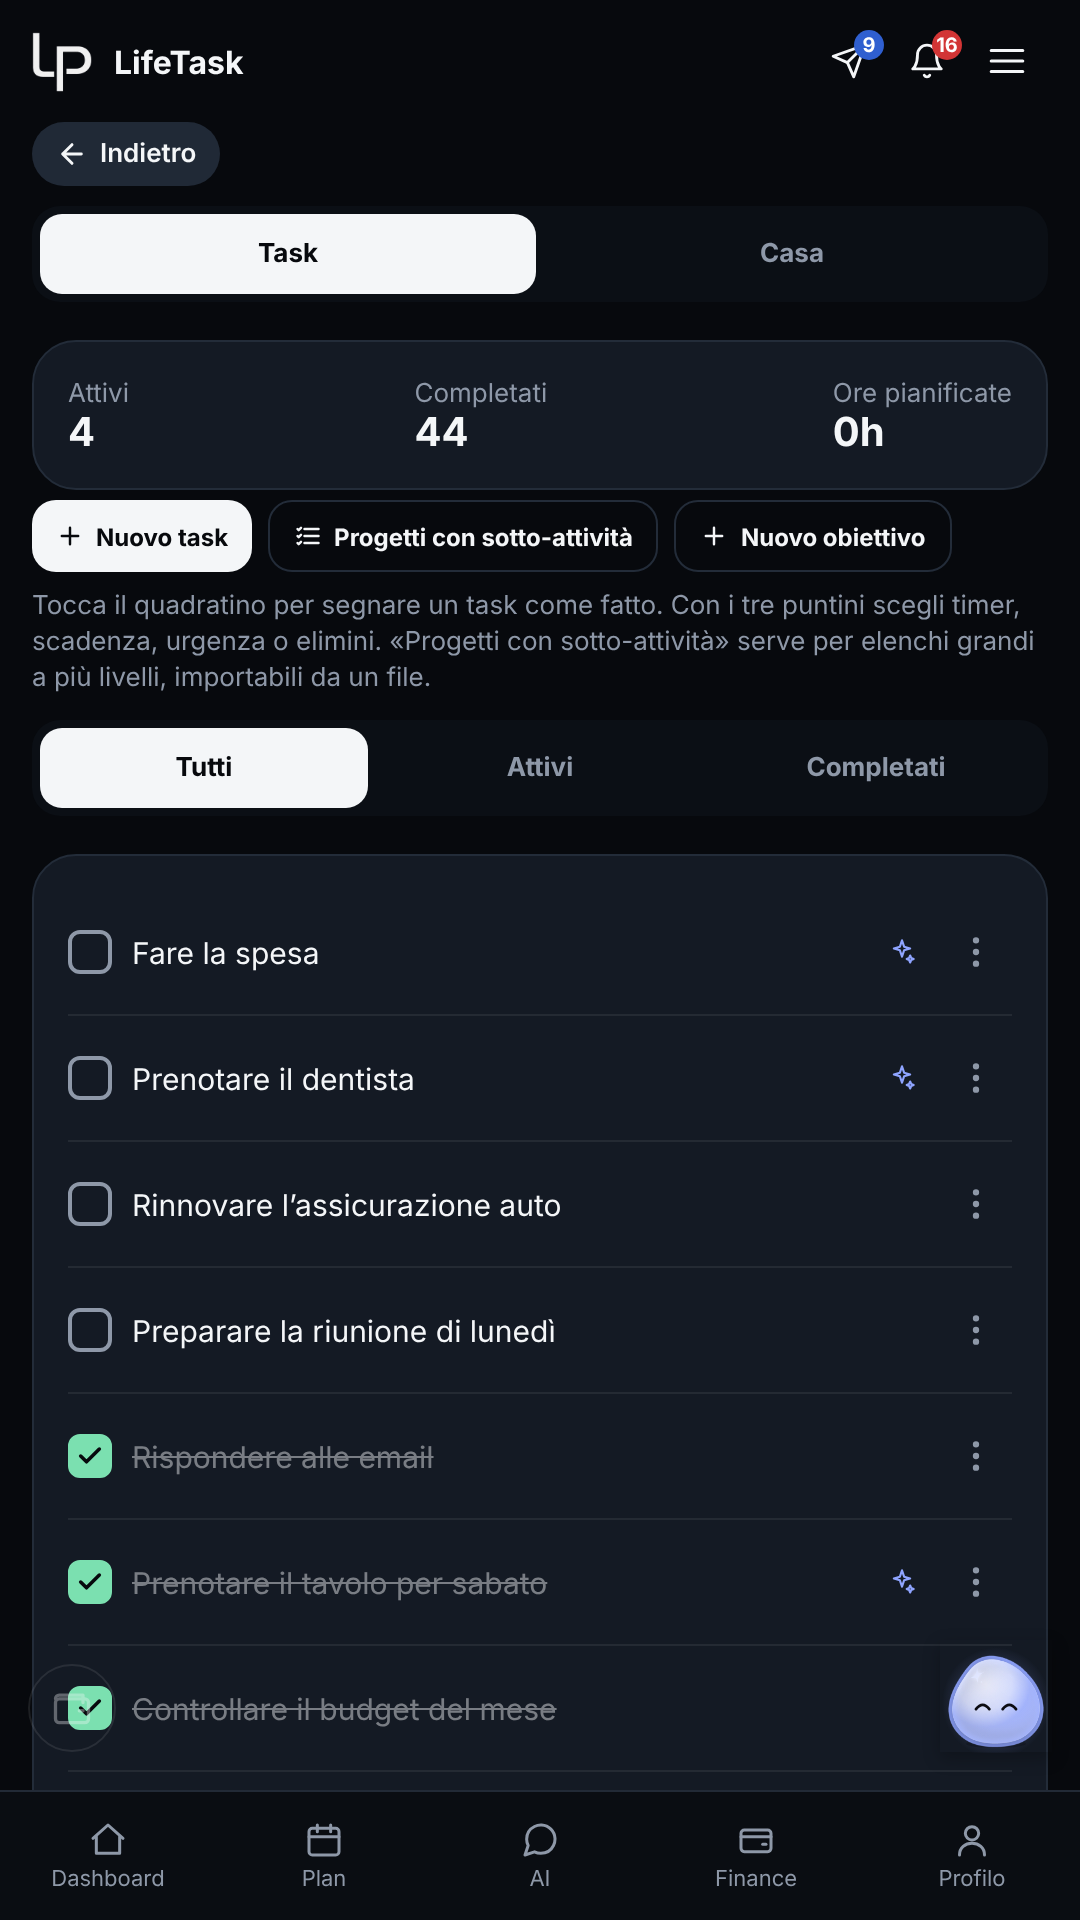 LP LifeTask 9 16
Indietro
Task Casa
Attivi Completati Ore pianificate
4 44 0h
Nuovo task Progetti con sotto-attività Nuovo obiettivo
Tocca il quadratino per segnare un task come fatto. Con i tre puntini scegli timer,
scadenza, urgenza o elimini. «Progetti con sotto-attività» serve per elenchi grandi
a più livelli, importabili da un file.
Tutti Attivi Completati
Fare la spesa
Prenotare il dentista
Rinnovare l’assicurazione auto
Preparare la riunione di lunedì
Rispondere alle email
Prenotare il tavolo per sabato
Controllare il budget del mese
Dashboard Plan AI Finance Profilo